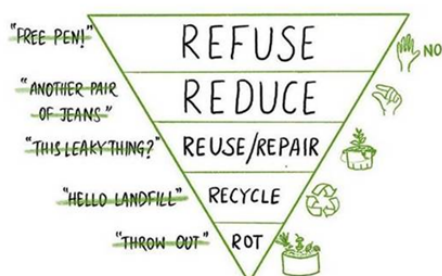 "FREE PEN!"
REFUSE
NO
"ANOTHER PAIR
OF JEANS"
REDUCE
"THIS LEAKY THING?"
REUSE/REPAIR
"HELLO LANDFILL"
RECYCLE
"THROW OUT"
ROT